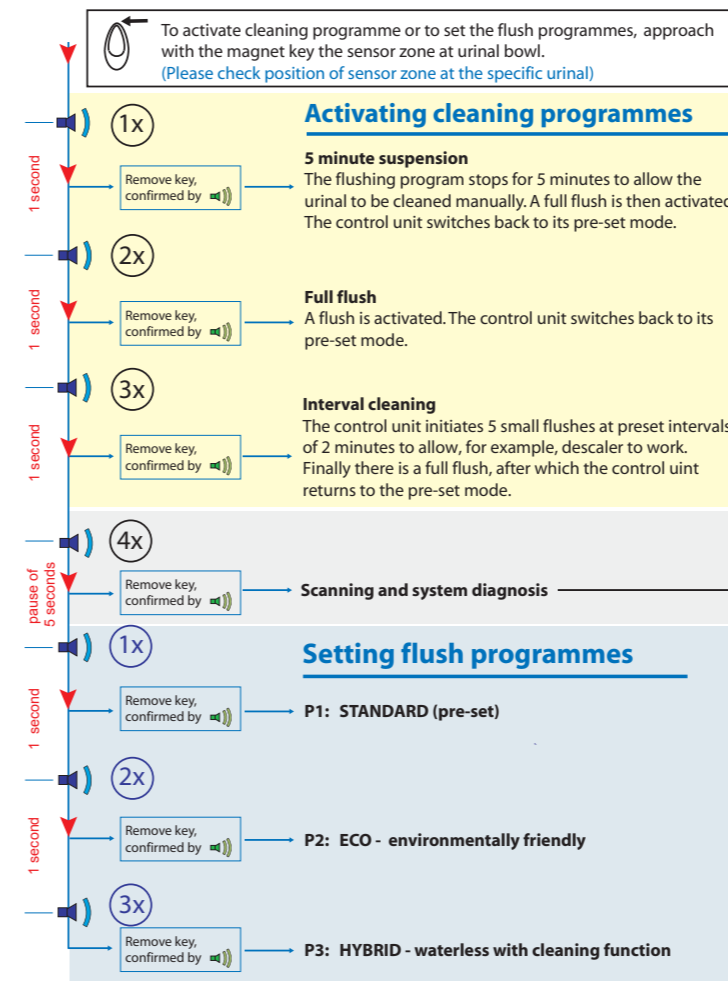 To activate cleaning programme or to set the flush programmes, approach
with the magnet key the sensor zone at urinal bowl.
(Please check position of sensor zone at the specific urinal)
1x
Activating cleaning programmes
1 second
Remove key,
confirmed by
5 minute suspension
The flushing program stops for 5 minutes to allow the
urinal to be cleaned manually. A full flush is then activated
The control unit switches back to its pre-set mode.
2x
1 second
Remove key,
confirmed by
Full flush
A flush is activated. The control unit switches back to its
pre-set mode.
3x
1 second
Remove key,
confirmed by
Interval cleaning
The control unit initiates 5 small flushes at preset intervals
of 2 minutes to allow, for example, descaler to work.
Finally there is a full flush, after which the control uint
returns to the pre-set mode.
4x
pause of
5 seconds
Remove key,
confirmed by
Scanning and system diagnosis
1x
Setting flush programmes
1 second
Remove key,
confirmed by
P1: STANDARD (pre-set)
2x
1 second
Remove key,
confirmed by
P2: ECO - environmentally friendly
3x
Remove key,
confirmed by
P3: HYBRID - waterless with cleaning function